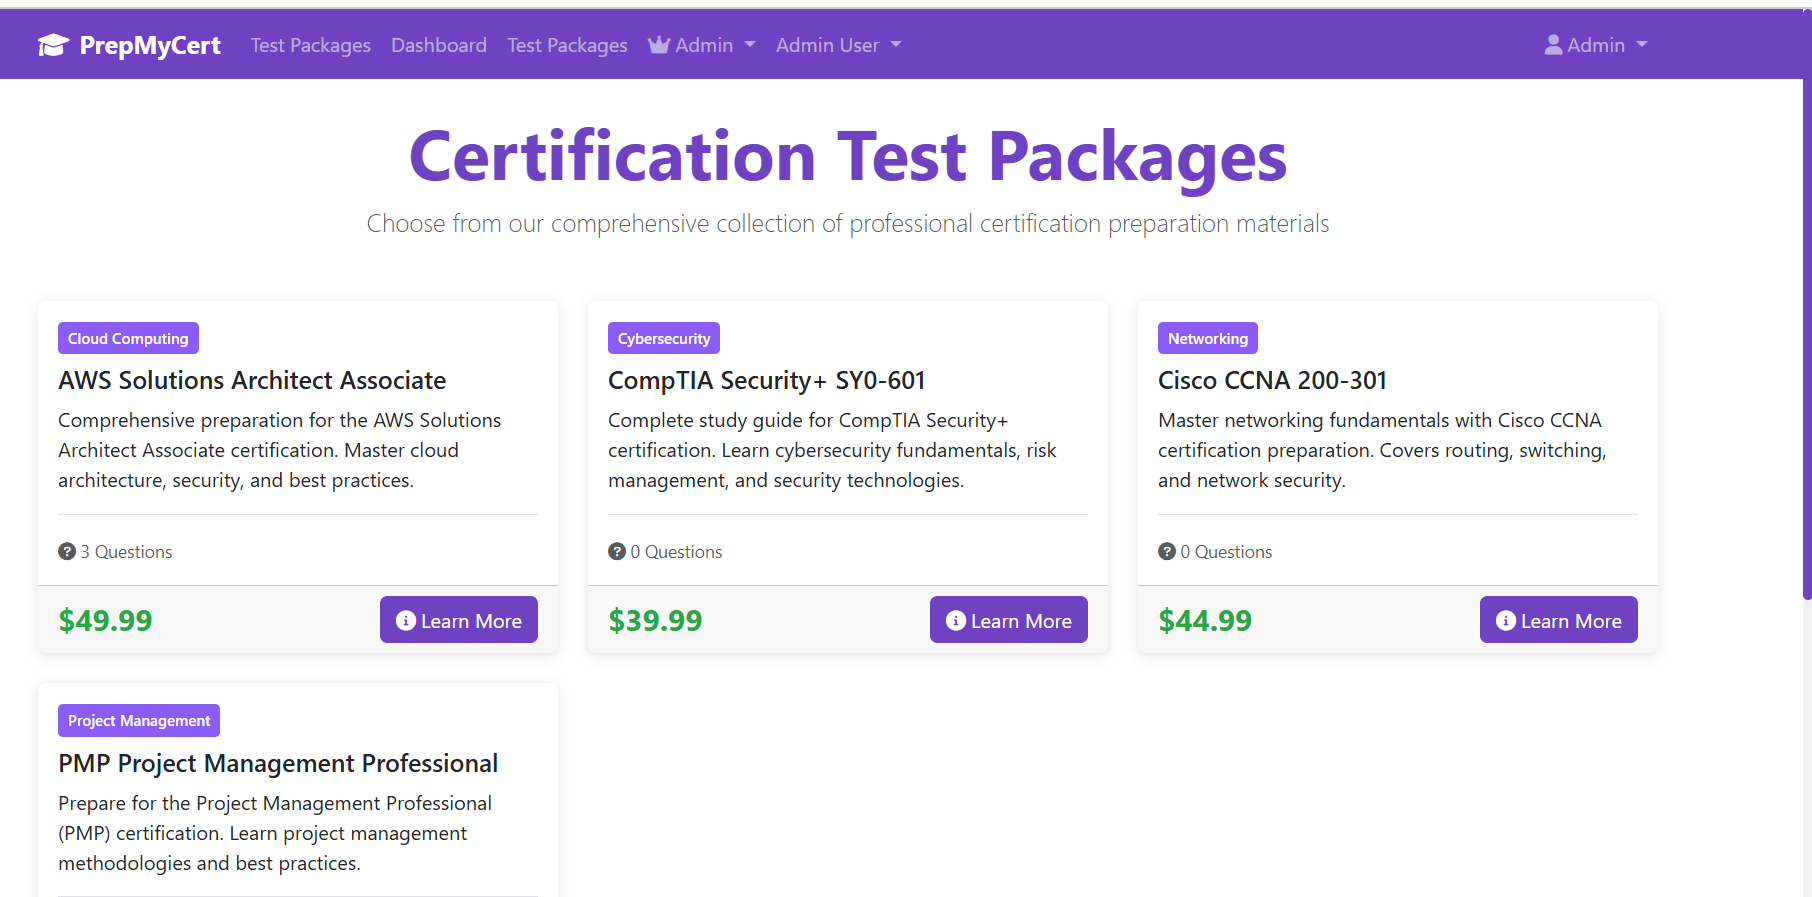 PrepMyCert Test Packages Dashboard Test Packages Admin Admin User Admin
Certification Test Packages
Choose from our comprehensive collection of professional certification preparation materials
Cloud Computing
AWS Solutions Architect Associate
Comprehensive preparation for the AWS Solutions
Architect Associate certification. Master cloud
architecture, security, and best practices.
3 Questions
$49.99
Learn More
Cybersecurity
CompTIA Security+ SY0-601
Complete study guide for CompTIA Security+
certification. Learn cybersecurity fundamentals, risk
management, and security technologies.
0 Questions
$39.99
Learn More
Networking
Cisco CCNA 200-301
Master networking fundamentals with Cisco CCNA
certification preparation. Covers routing, switching,
and network security.
0 Questions
$44.99
Learn More
Project Management
PMP Project Management Professional
Prepare for the Project Management Professional
(PMP) certification. Learn project management
methodologies and best practices.